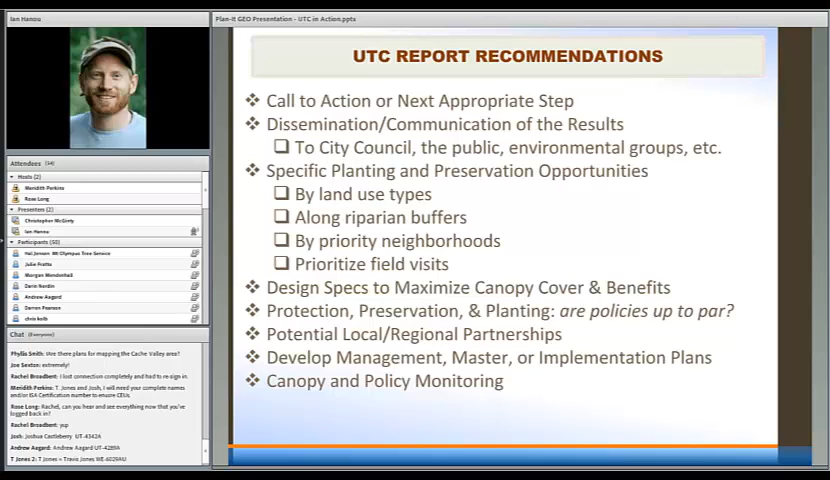 Ian Hanou
Plan-It GEO Presentation - UTC in Action.ppts
Attendees (54)
Hosts (2)
Meridith Perkins
Rose Long
Presenters (2)
Christopher McGinty
Ian Hanou
Participants (50)
Hal Jensen Mt Olympus Tree Service
Julie Fratto
Morgan Mendenhall
Darin Nordin
Andrew Aagard
Darren Pearson
chris kolb
Chat (Everyone)
Phyllis Smith: Are there plans for mapping the Cache Valley area?
Joe Sexton: extremely!
Rachel Broadbent: I lost connection completely and had to re-sign in.
Meridith Perkins: T. Jones and Josh, I will need your complete names
and/or ISA Certification number to ensure CEUs.
Rose Long: Rachel, can you hear and see everything now that you've
logged back in?
Rachel Broadbent: yup
Josh: Joshua Castleberry UT-4342A
Andrew Aagard: Andrew Aagard UT-4289A
T Jones 2: T Jones = Travis Jones WE-6029AU
UTC REPORT RECOMMENDATIONS
Call to Action or Next Appropriate Step
Dissemination/Communication of the Results
To City Council, the public, environmental groups, etc.
Specific Planting and Preservation Opportunities
By land use types
Along riparian buffers
By priority neighborhoods
Prioritize field visits
Design Specs to Maximize Canopy Cover & Benefits
Protection, Preservation, & Planting: are policies up to par?
Potential Local/Regional Partnerships
Develop Management, Master, or Implementation Plans
Canopy and Policy Monitoring